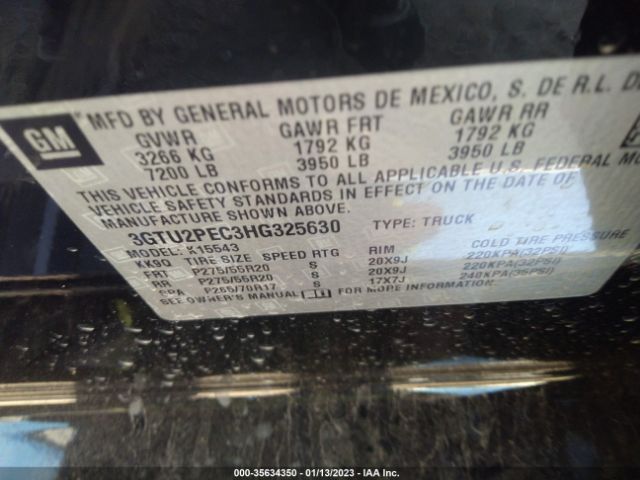 GM
MFD BY GENERAL MOTORS DE MEXICO, S. DE R.L. DE
GVWR GAWR FRT GAWR RR
3266 KG 1792 KG 1792 KG
7200 LB 3950 LB 3950 LB
THIS VEHICLE CONFORMS TO ALL APPLICABLE U.S. FEDERAL MO
VEHICLE SAFETY STANDARDS IN EFFECT ON THE DATE OF
MANUFACTURE SHOWN ABOVE.
3GTU2PEC3HG325630 TYPE: TRUCK
MODEL: K15543
KKSO TIRE SIZE SPEED RTG RIM COLD TIRE PRESSURE
FRT P275/55R20 S 20X9J 220KPA(32PSI)
RR P275/55R20 S 20X9J 220KPA(32PSI)
SPA P265/70R17 S 17X7J 240KPA(35PSI)
SEE OWNER'S MANUAL FOR MORE INFORMATION
000-35634350 - 01/13/2023 - IAA Inc.